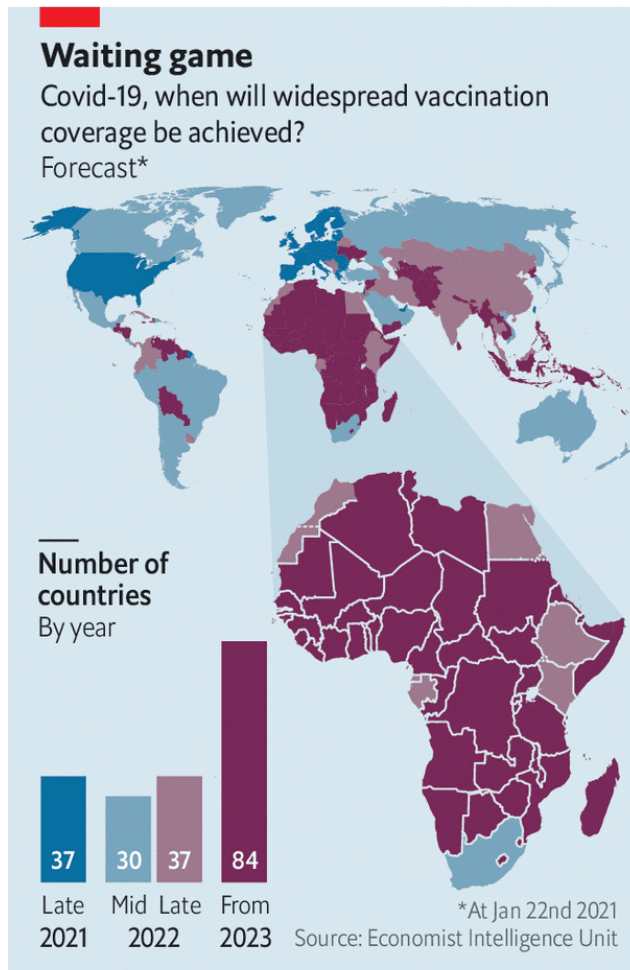 Waiting game
Covid-19, when will widespread vaccination
coverage be achieved?
Forecast*
Number of
countries
By year
37
30
37
84
Late
Mid
Late
From
2021
2022
2023
*At Jan 22nd 2021
Source: Economist Intelligence Unit